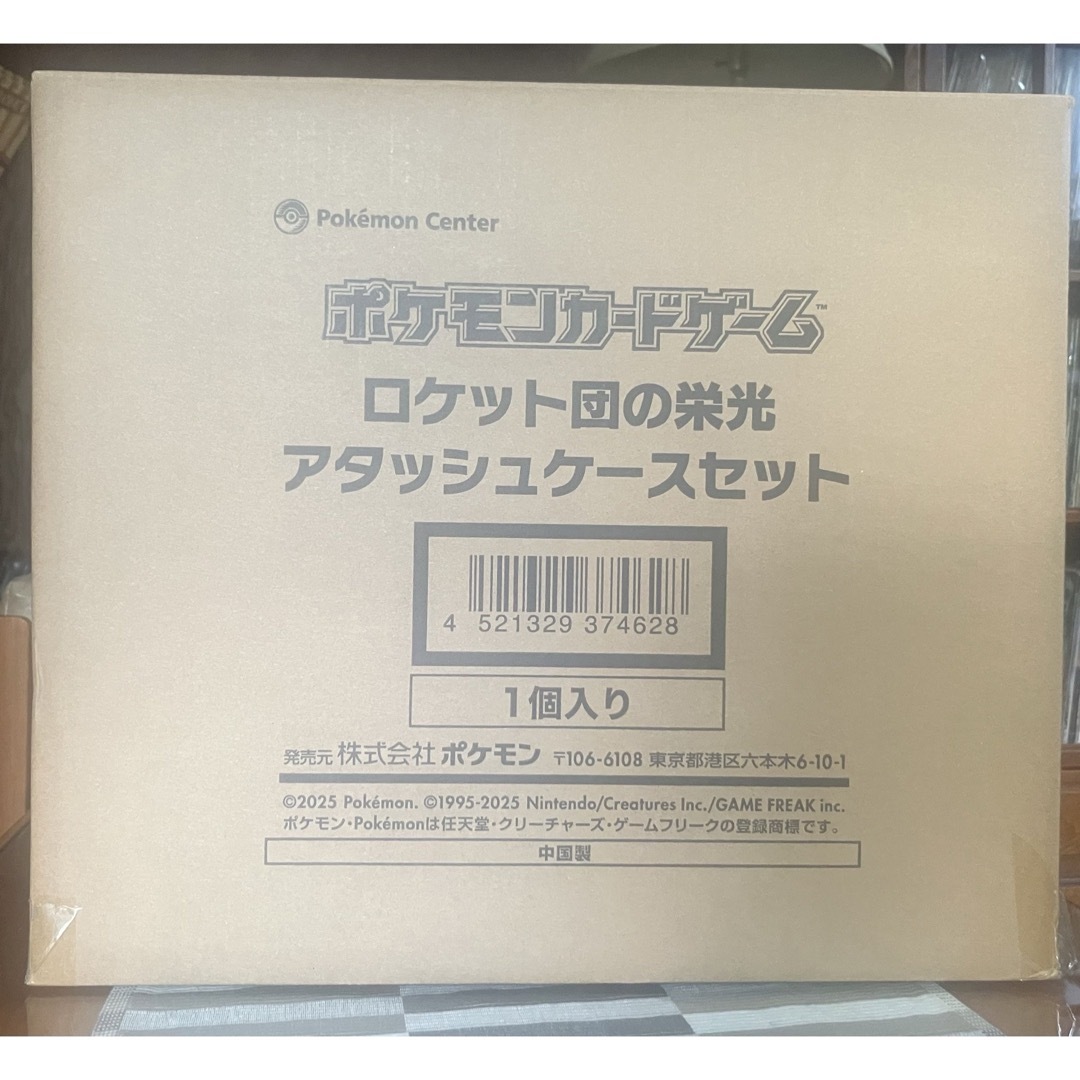 Pokémon Center
ポケモンカードゲーム™
ロケット団の栄光
アタッシュケースセット
4 521329 374628
1個入り
発売元 株式会社 ポケモン 〒106-6108 東京都港区六本木6-10-1
©2025 Pokémon. ©1995-2025 Nintendo/Creatures Inc./GAME FREAK inc.
ポケモン・Pokémonは任天堂・クリーチャーズ・ゲームフリークの登録商標です。
中国製